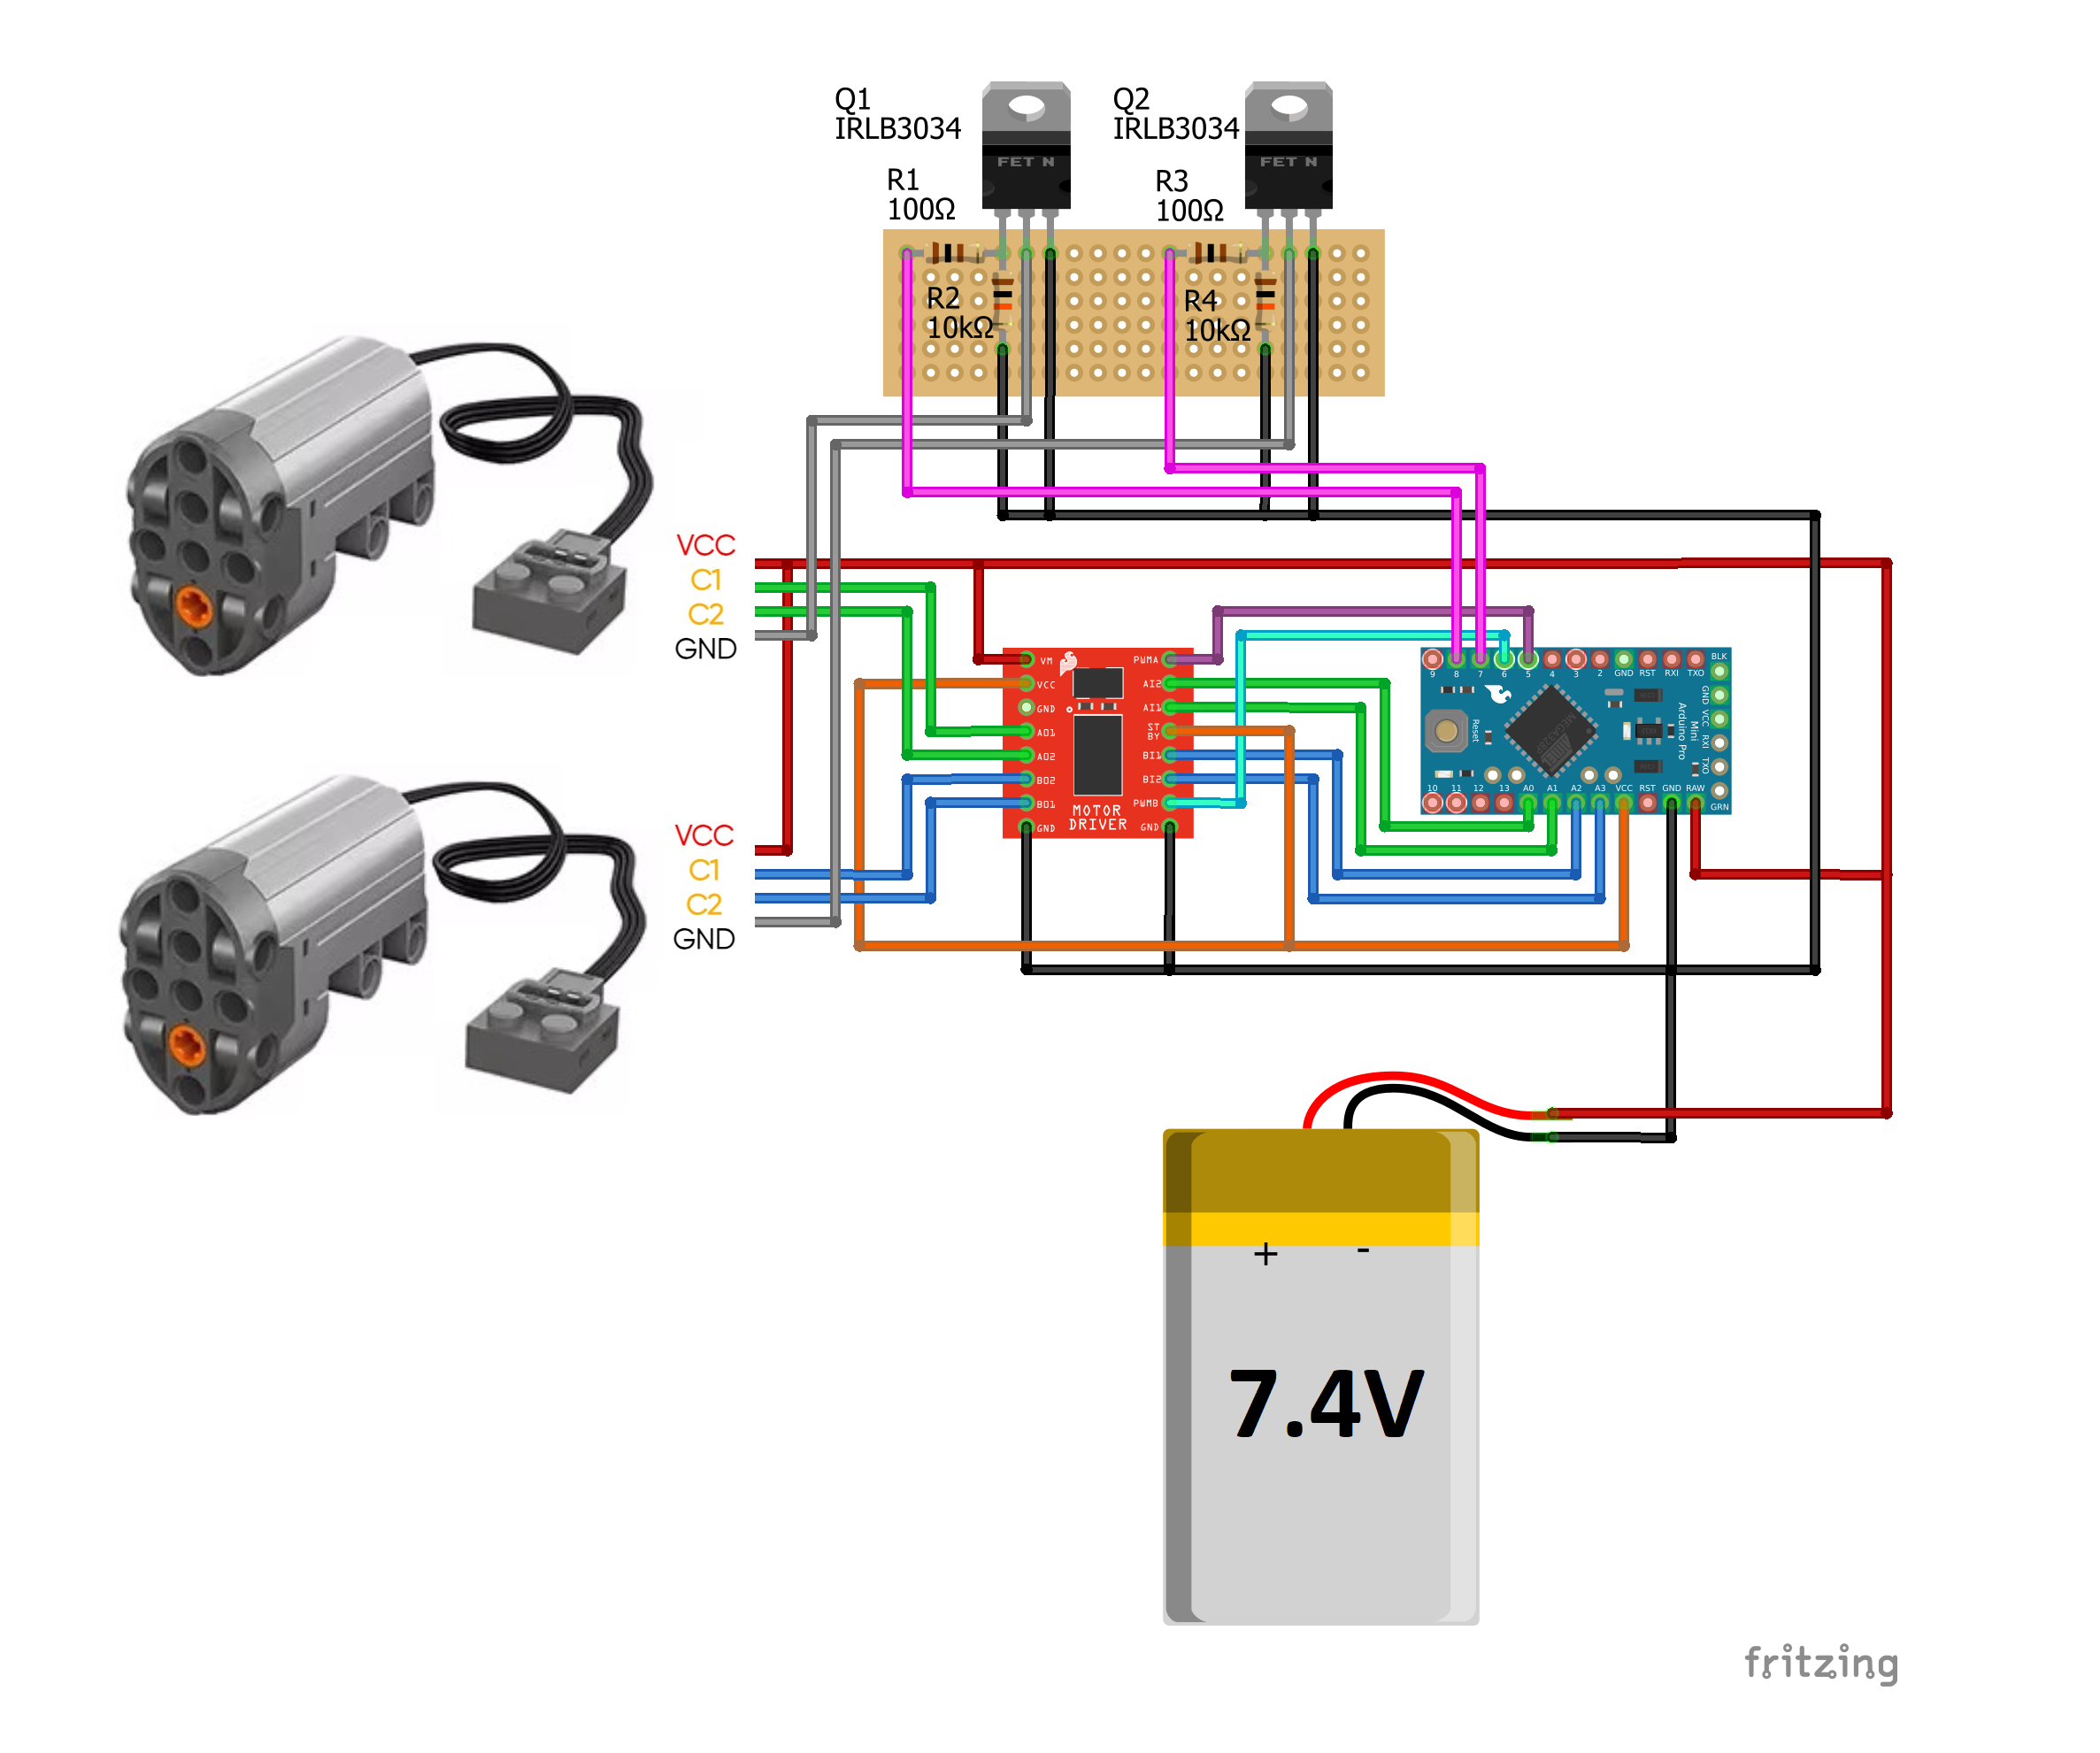 Q1
IRLB3034
Q2
IRLB3034
FET N
FET N
R1
100Ω
R3
100Ω
R2
10kΩ
R4
10kΩ
VCC
C1
C2
GND
VCC
C1
C2
GND
VM
VCC
GND
AO1
AO2
BO2
BO1
GND
PWMA
AI2
AI1
ST
BY
BI1
BI2
PWMB
GND
MOTOR
DRIVER
9
8
7
6
5
4
3
2
GND
RST
RXI
TXO
BLK
GND
VCC
RXI
TXO
GRN
Reset
Arduino Pro
Mini
10
11
12
13
A0
A1
A2
A3
VCC
RST
GND
RAW
+ -
7.4V
fritzing